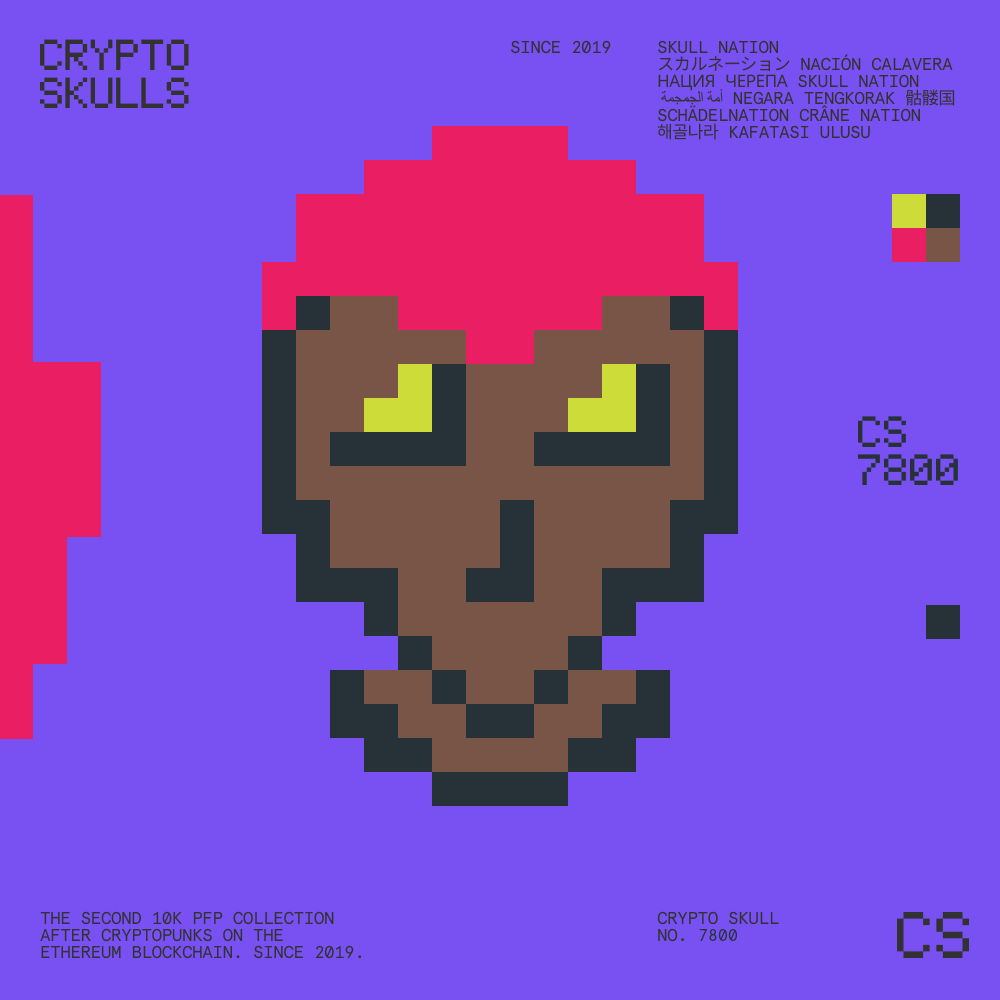 CRYPTO
SKULLS
SINCE 2019
SKULL NATION
スカルネーション NACIÓN CALAVERA
НАЦИЯ ЧЕРЕПА SKULL NATION
أمة الجمجمة NEGARA TENGKORAK 骷髅国
SCHÄDELNATION CRÂNE NATION
해골나라 KAFATASI ULUSU
CS
7800
THE SECOND 10K PFP COLLECTION
AFTER CRYPTOPUNKS ON THE
ETHEREUM BLOCKCHAIN. SINCE 2019.
CRYPTO SKULL
NO. 7800
CS